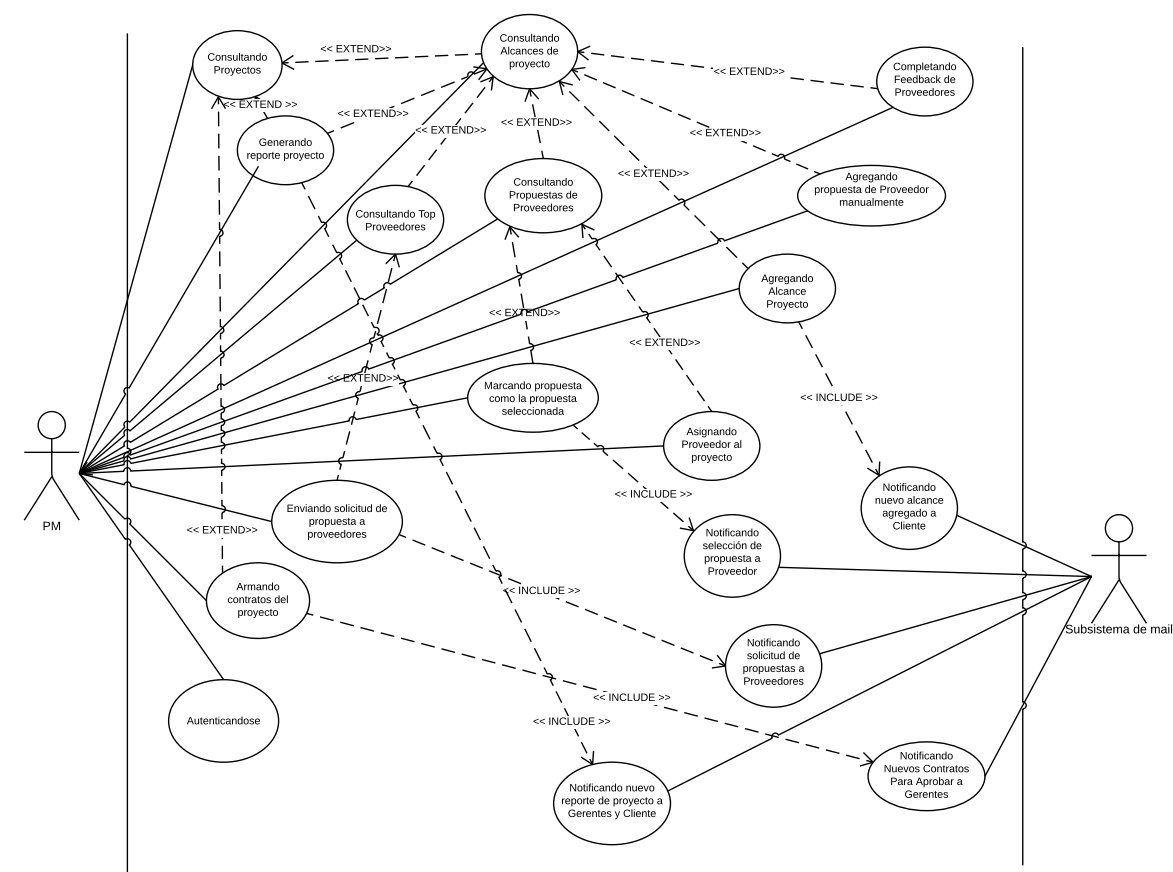 Consultando
Proyectos
<< EXTEND>>
Consultando
Alcances de
proyecto
<< EXTEND>>
Completando
Feedback de
Proveedores
<< EXTEND >>
<< EXTEND>>
<< EXTEND>>
<< EXTEND>>
<< EXTEND>>
Generando
reporte proyecto
<< EXTEND>>
Agregando
propuesta de Proveedor
manualmente
Consultando
Propuestas de
Proveedores
Consultando Top
Proveedores
Agregando
Alcance
Proyecto
<< EXTEND>>
<< EXTEND>>
<< EXTEND>>
Marcando propuesta
como la propuesta
seleccionada
<< INCLUDE >>
Asignando
Proveedor al
proyecto
PM
Enviando solicitud de
propuesta a
proveedores
<< INCLUDE >>
Notificando
nuevo alcance
agregado a
Cliente
<< EXTEND>>
Notificando
selección de
propuesta a
Proveedor
Subsistema de mail
Armando
contratos del
proyecto
<< INCLUDE >>
Notificando
solicitud de
propuestas a
Proveedores
Autenticandose
<< INCLUDE >>
<< INCLUDE >>
Notificando nuevo
reporte de proyecto a
Gerentes y Cliente
Notificando
Nuevos Contratos
Para Aprobar a
Gerentes